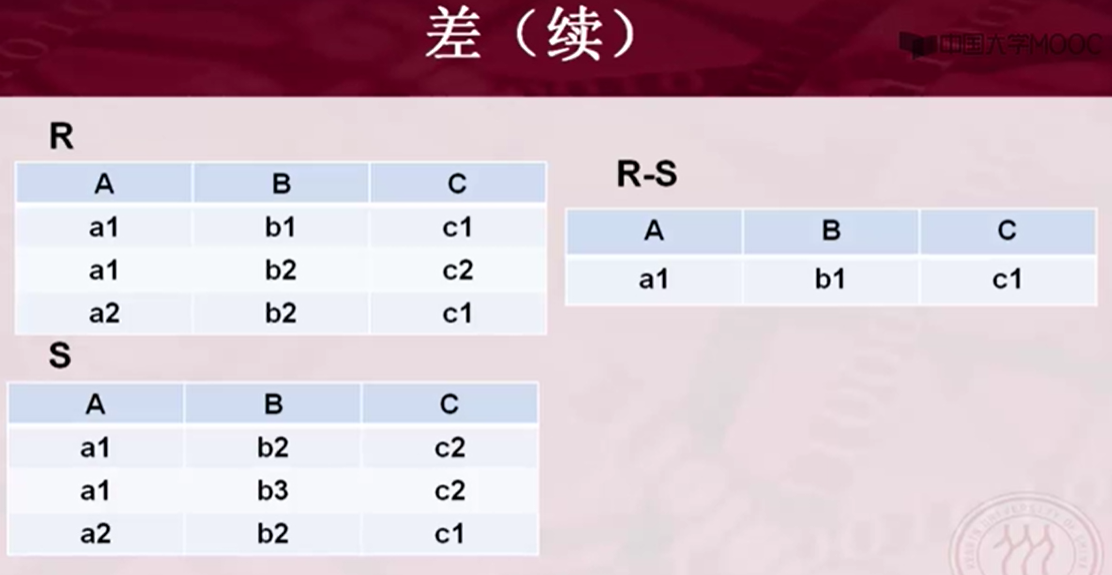 差（续）
中国大学MOOC
R
A B C
a1 b1 c1
a1 b2 c2
a2 b2 c1
S
A B C
a1 b2 c2
a1 b3 c2
a2 b2 c1
R-S
A B C
a1 b1 c1